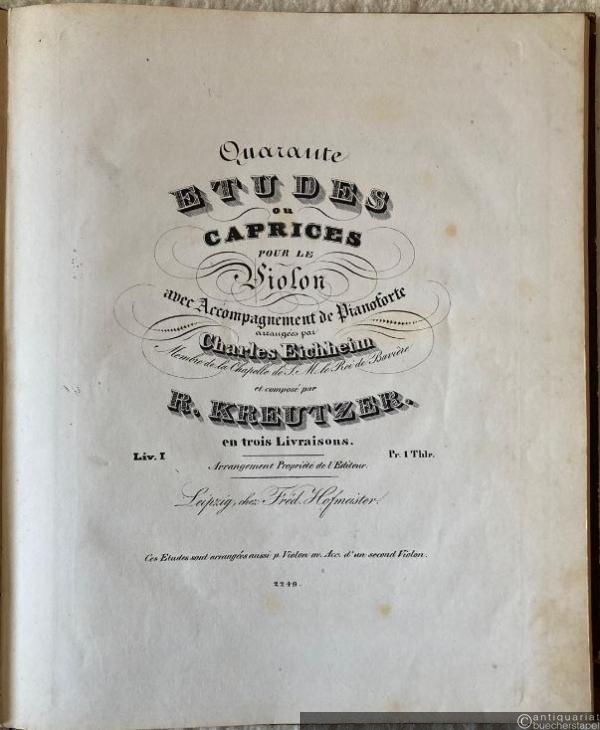 Quarante
ETUDES
ou
CAPRICES
POUR LE
Violon
avec Accompagnement de Pianoforte
arrangées par
Charles Eichheim
Membre de la Chapelle de S. M. le Roi de Bavière
et composé par
R. KREUTZER.
en trois Livraisons.
Liv. I
Pr. 1 Thlr.
Arrangement Propriété de l'Editeur.
Leipzig, chez Fréd. Hofmeister.
Ces Etudes sont arrangées aussi p. Violon av. Acc. d'un second Violon.
2249.
©antiquariat
buecherstapel